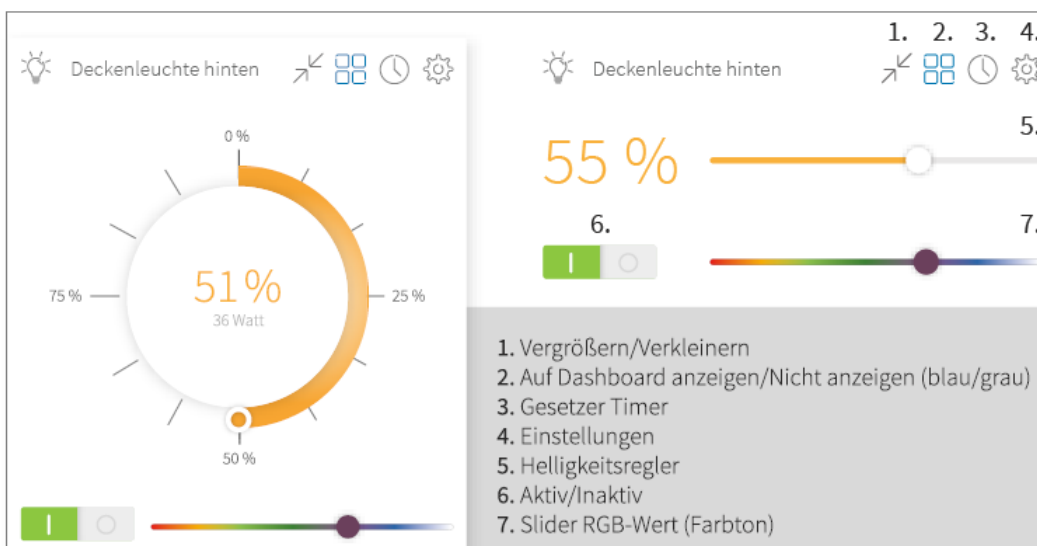 Deckenleuchte hinten
0 %
51 %
36 Watt
75 %
25 %
50 %
1. 2. 3. 4.
Deckenleuchte hinten
5.
55 %
6.
7.
1. Vergrößern/Verkleinern
2. Auf Dashboard anzeigen/Nicht anzeigen (blau/grau)
3. Gesetzer Timer
4. Einstellungen
5. Helligkeitsregler
6. Aktiv/Inaktiv
7. Slider RGB-Wert (Farbton)